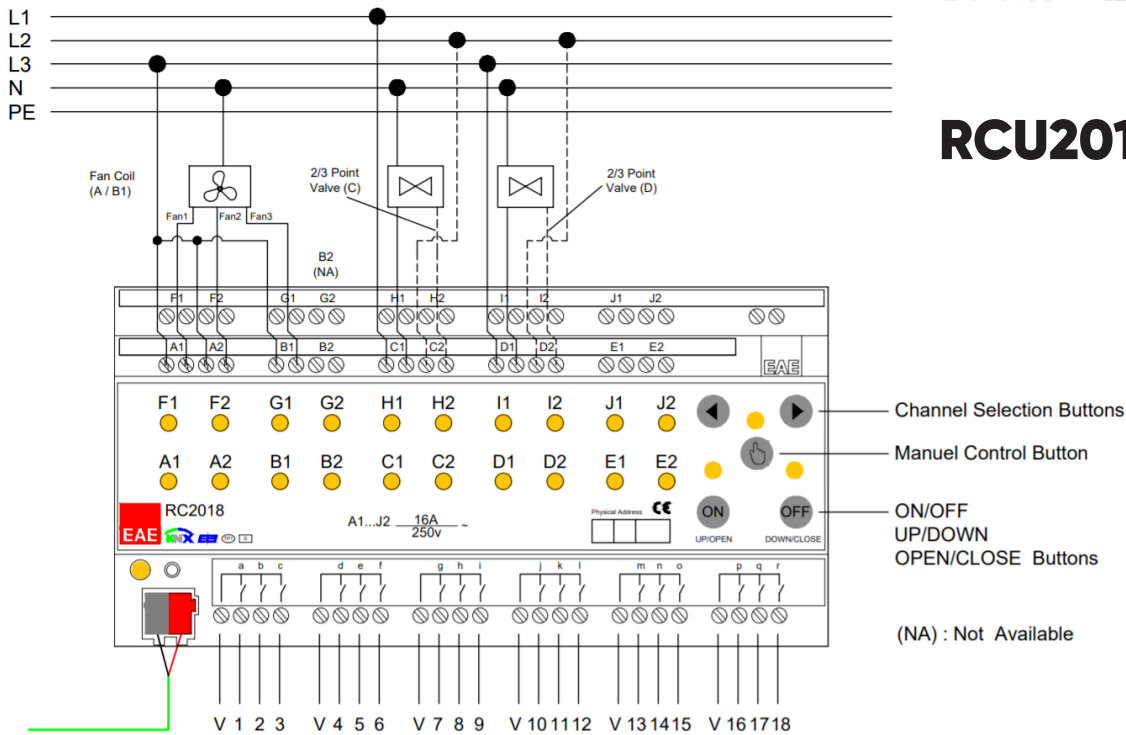 L1
L2
L3
N
PE
RCU201
Fan Coil
(A / B1)
2/3 Point
Valve (C)
2/3 Point
Valve (D)
Fan1 Fan2 Fan3
B2
(NA)
F1 F2 G1 G2 H1 H2 I1 I2 J1 J2
A1 A2 B1 B2 C1 C2 D1 D2 E1 E2
EAE
F1 F2 G1 G2 H1 H2 I1 I2 J1 J2
Channel Selection Buttons
A1 A2 B1 B2 C1 C2 D1 D2 E1 E2
Manuel Control Button
RC2018
EAE KNX
A1...J2 16A
250v ~
Physical Address CE
ON OFF
UP/OPEN DOWN/CLOSE
ON/OFF
UP/DOWN
OPEN/CLOSE Buttons
a b c d e f g h i j k l m n o p q r
(NA) : Not Available
V 1 2 3 V 4 5 6 V 7 8 9 V 10 11 12 V 13 14 15 V 16 17 18